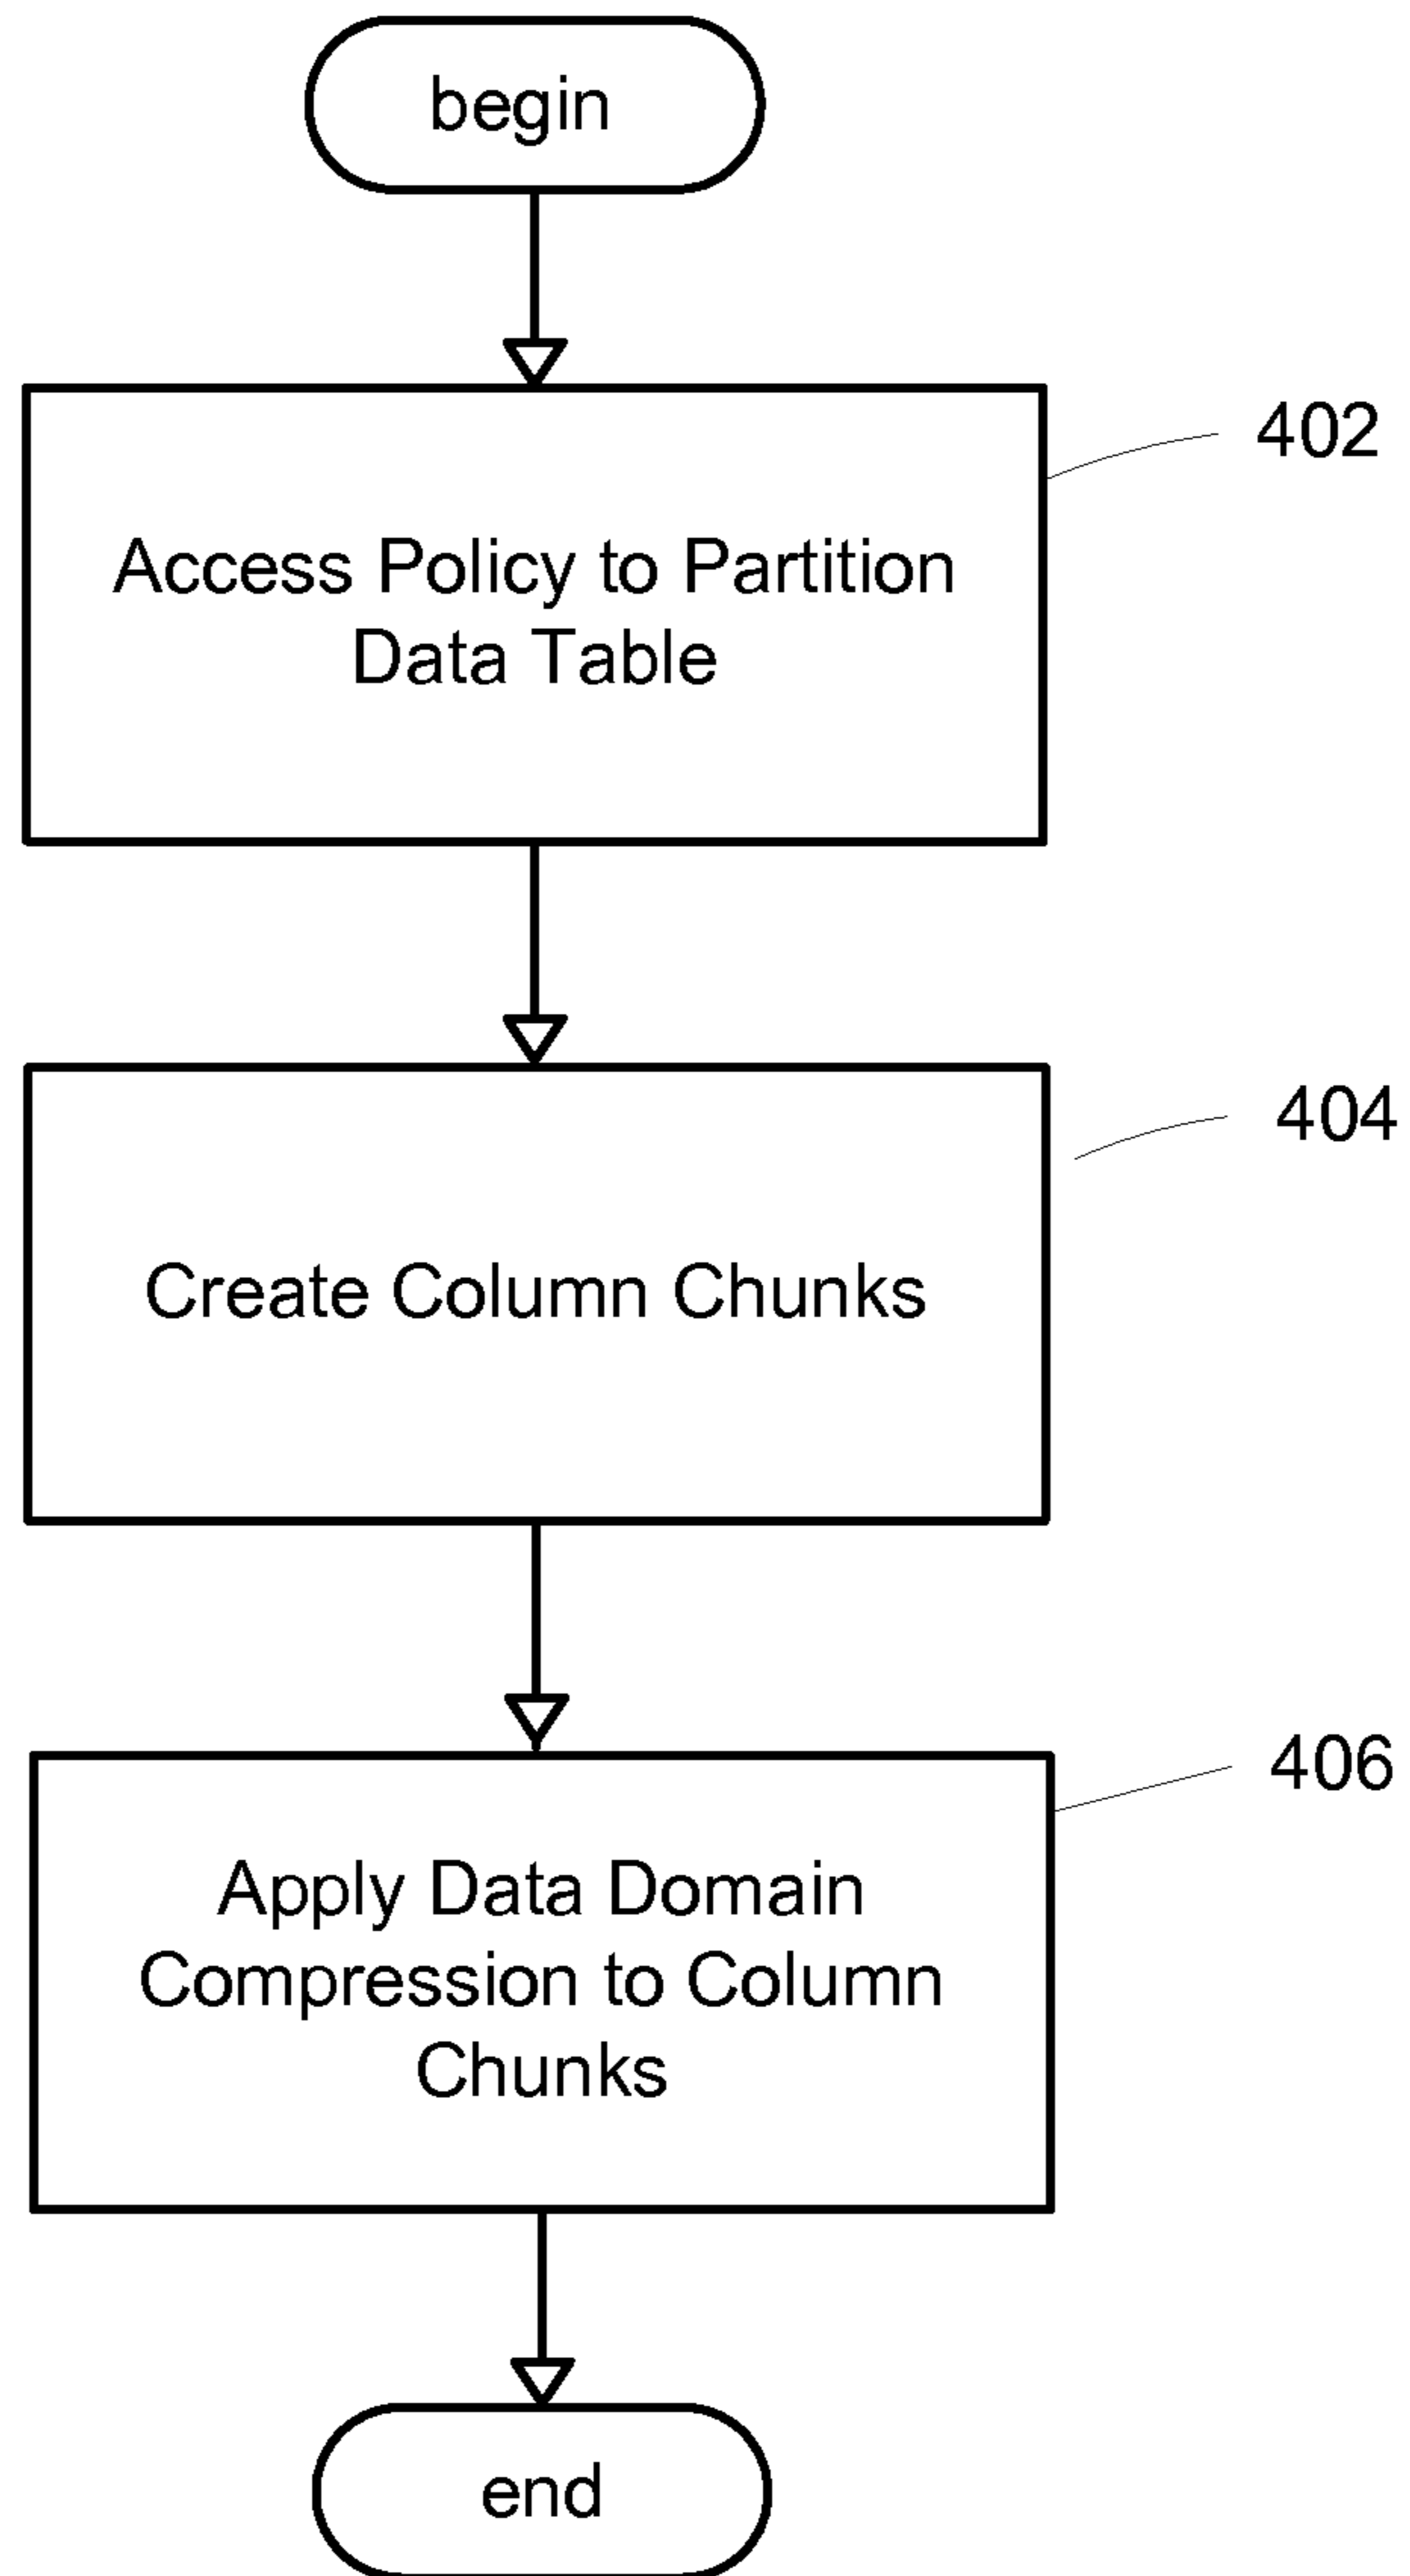 begin
402
Access Policy to Partition
Data Table
404
Create Column Chunks
406
Apply Data Domain
Compression to Column
Chunks
end